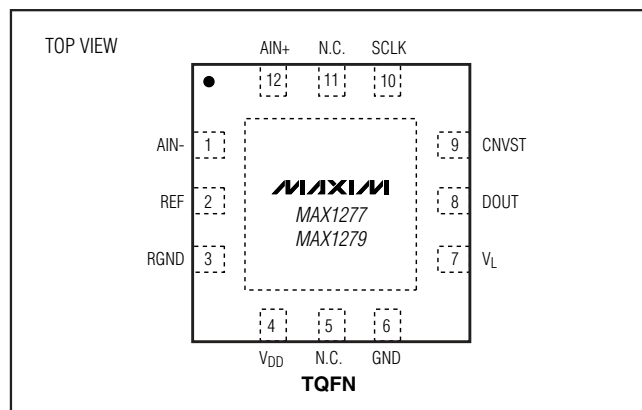 TOP VIEW
AIN+ N.C. SCLK
12 11 10
AIN- 1 9 CNVST
MAXIM
REF 2 MAX1277 8 DOUT
MAX1279
RGND 3 7 VL
4 5 6
VDD N.C. GND
TQFN